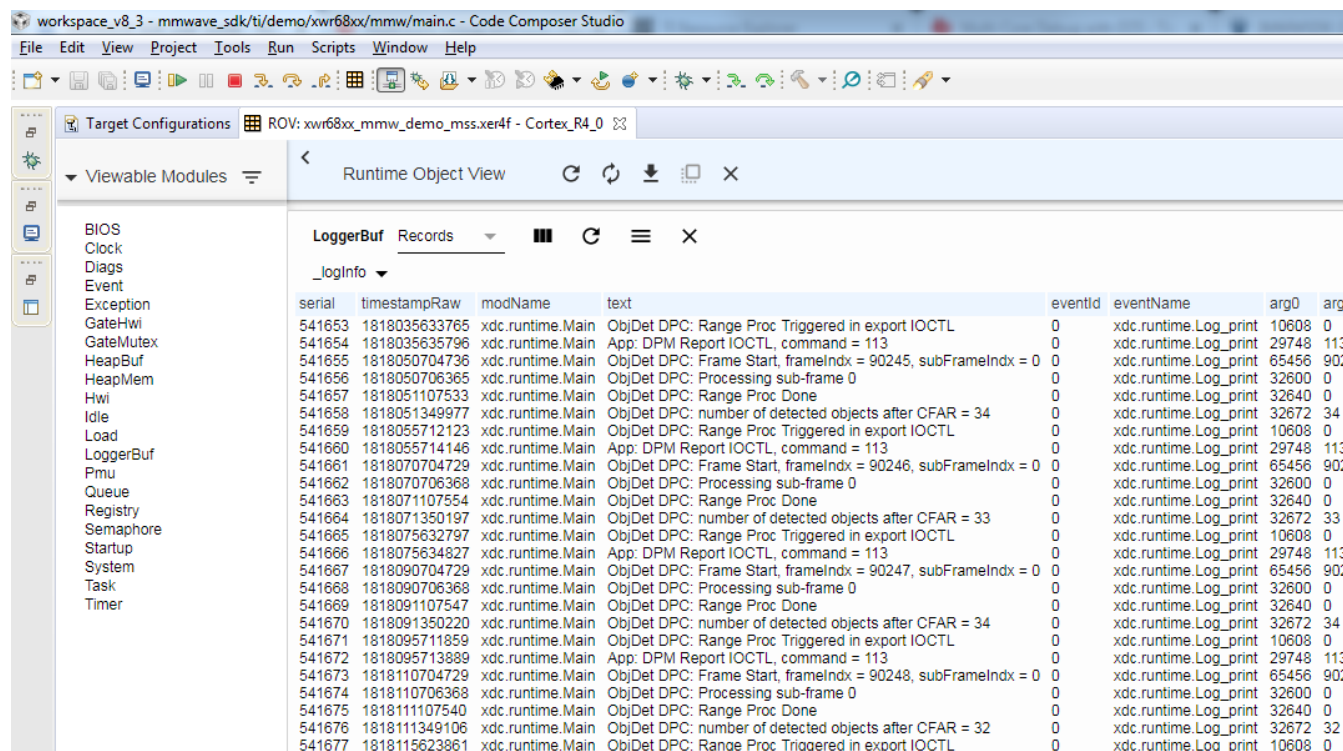 workspace_v8_3 - mmwave_sdk/ti/demo/xwr68xx/mmw/main.c - Code Composer Studio
File Edit View Project Tools Run Scripts Window Help
Target Configurations ROV: xwr68xx_mmw_demo_mss.xer4f - Cortex_R4_0
Viewable Modules
Runtime Object View
BIOS
Clock
Diags
Event
Exception
GateHwi
GateMutex
HeapBuf
HeapMem
Hwi
Idle
Load
LoggerBuf
Pmu
Queue
Registry
Semaphore
Startup
System
Task
Timer
LoggerBuf Records
_logInfo
serial timestampRaw modName text eventId eventName arg0 arg
541653 1818035633765 xdc.runtime.Main ObjDet DPC: Range Proc Triggered in export IOCTL 0 xdc.runtime.Log_print 10608 0
541654 1818035635796 xdc.runtime.Main App: DPM Report IOCTL, command = 113 0 xdc.runtime.Log_print 29748 113
541655 1818050704736 xdc.runtime.Main ObjDet DPC: Frame Start, frameIndx = 90245, subFrameIndx = 0 0 xdc.runtime.Log_print 65456 902
541656 1818050706365 xdc.runtime.Main ObjDet DPC: Processing sub-frame 0 0 xdc.runtime.Log_print 32600 0
541657 1818051107533 xdc.runtime.Main ObjDet DPC: Range Proc Done 0 xdc.runtime.Log_print 32640 0
541658 1818051349977 xdc.runtime.Main ObjDet DPC: number of detected objects after CFAR = 34 0 xdc.runtime.Log_print 32672 34
541659 1818055712123 xdc.runtime.Main ObjDet DPC: Range Proc Triggered in export IOCTL 0 xdc.runtime.Log_print 10608 0
541660 1818055714146 xdc.runtime.Main App: DPM Report IOCTL, command = 113 0 xdc.runtime.Log_print 29748 113
541661 1818070704729 xdc.runtime.Main ObjDet DPC: Frame Start, frameIndx = 90246, subFrameIndx = 0 0 xdc.runtime.Log_print 65456 902
541662 1818070706368 xdc.runtime.Main ObjDet DPC: Processing sub-frame 0 0 xdc.runtime.Log_print 32600 0
541663 1818071107554 xdc.runtime.Main ObjDet DPC: Range Proc Done 0 xdc.runtime.Log_print 32640 0
541664 1818071350197 xdc.runtime.Main ObjDet DPC: number of detected objects after CFAR = 33 0 xdc.runtime.Log_print 32672 33
541665 1818075632797 xdc.runtime.Main ObjDet DPC: Range Proc Triggered in export IOCTL 0 xdc.runtime.Log_print 10608 0
541666 1818075634827 xdc.runtime.Main App: DPM Report IOCTL, command = 113 0 xdc.runtime.Log_print 29748 113
541667 1818090704729 xdc.runtime.Main ObjDet DPC: Frame Start, frameIndx = 90247, subFrameIndx = 0 0 xdc.runtime.Log_print 65456 902
541668 1818090706368 xdc.runtime.Main ObjDet DPC: Processing sub-frame 0 0 xdc.runtime.Log_print 32600 0
541669 1818091107547 xdc.runtime.Main ObjDet DPC: Range Proc Done 0 xdc.runtime.Log_print 32640 0
541670 1818091350220 xdc.runtime.Main ObjDet DPC: number of detected objects after CFAR = 34 0 xdc.runtime.Log_print 32672 34
541671 1818095711859 xdc.runtime.Main ObjDet DPC: Range Proc Triggered in export IOCTL 0 xdc.runtime.Log_print 10608 0
541672 1818095713889 xdc.runtime.Main App: DPM Report IOCTL, command = 113 0 xdc.runtime.Log_print 29748 113
541673 1818110704729 xdc.runtime.Main ObjDet DPC: Frame Start, frameIndx = 90248, subFrameIndx = 0 0 xdc.runtime.Log_print 65456 902
541674 1818110706368 xdc.runtime.Main ObjDet DPC: Processing sub-frame 0 0 xdc.runtime.Log_print 32600 0
541675 1818111107540 xdc.runtime.Main ObjDet DPC: Range Proc Done 0 xdc.runtime.Log_print 32640 0
541676 1818111349106 xdc.runtime.Main ObjDet DPC: number of detected objects after CFAR = 32 0 xdc.runtime.Log_print 32672 32
541677 1818115623861 xdc.runtime.Main ObjDet DPC: Range Proc Triggered in export IOCTL 0 xdc.runtime.Log_print 10608 0